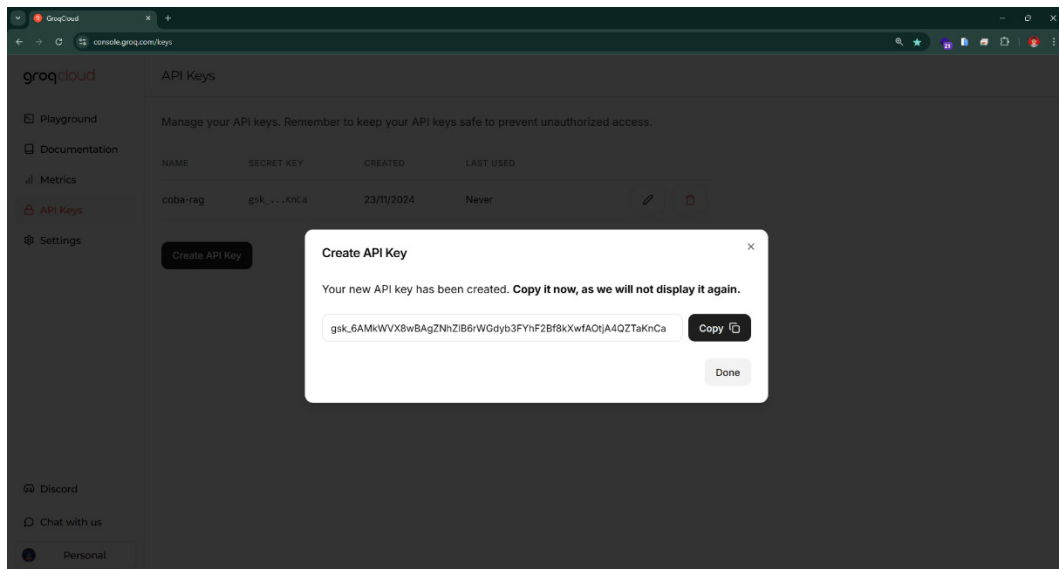 GroqCloud
console.groq.com/keys
21
groqcloud
API Keys
Playground
Documentation
Metrics
API Keys
Settings
Manage your API keys. Remember to keep your API keys safe to prevent unauthorized access.
NAME SECRET KEY CREATED LAST USED
coba-rag gsk_...KnCa 23/11/2024 Never
Create API Key
Create API Key
Your new API key has been created. Copy it now, as we will not display it again.
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 Copy
Done
Discord
Chat with us
Personal